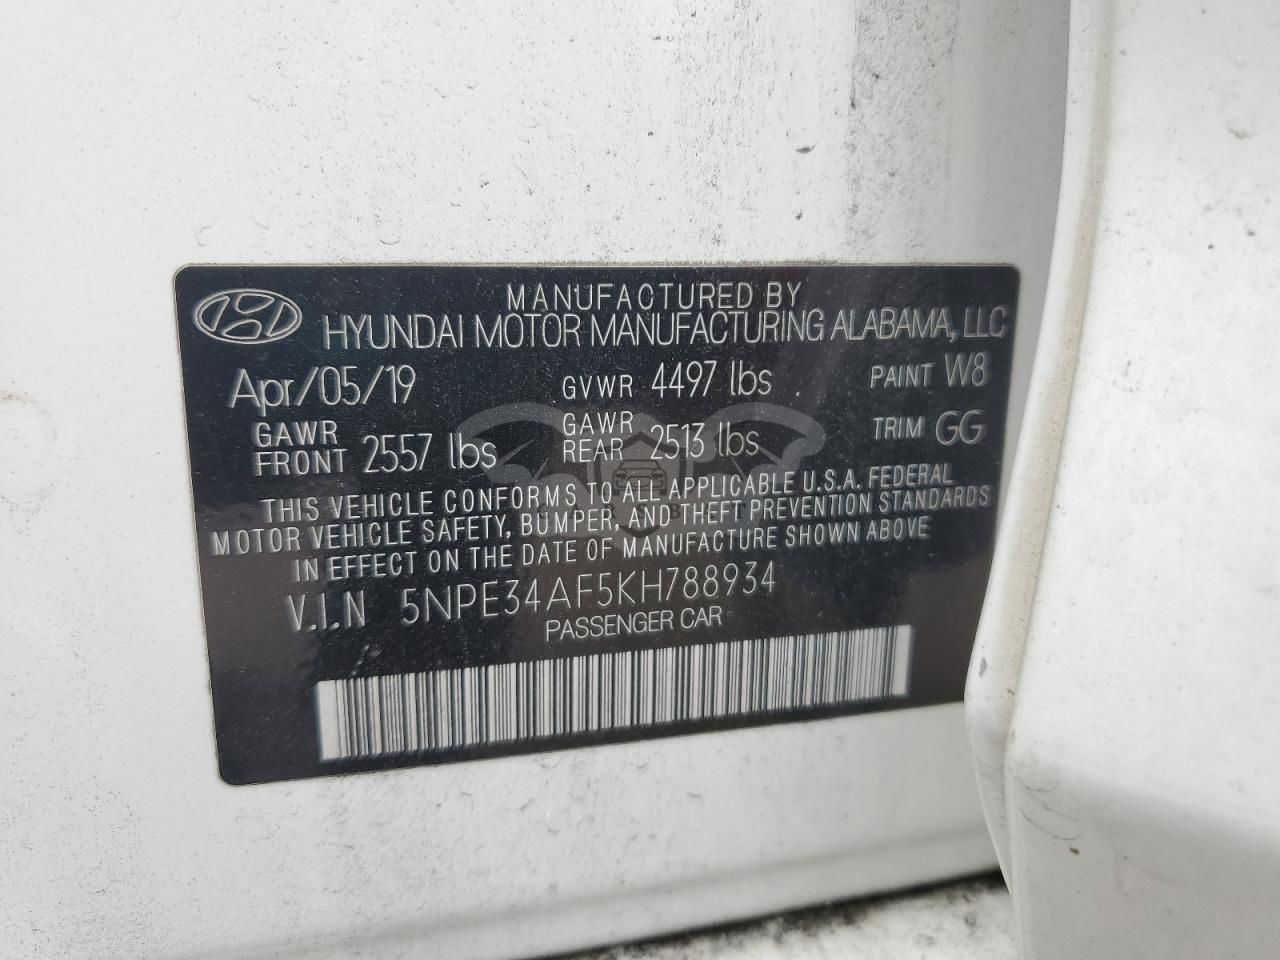 MANUFACTURED BY
HYUNDAI MOTOR MANUFACTURING ALABAMA, LLC
Apr/05/19 GVWR 4497 lbs PAINT W8
GAWR FRONT 2557 lbs GAWR REAR 2513 lbs TRIM GG
THIS VEHICLE CONFORMS TO ALL APPLICABLE U.S.A. FEDERAL
MOTOR VEHICLE SAFETY, BUMPER, AND THEFT PREVENTION STANDARDS
IN EFFECT ON THE DATE OF MANUFACTURE SHOWN ABOVE
V.I.N 5NPE34AF5KH788934
PASSENGER CAR